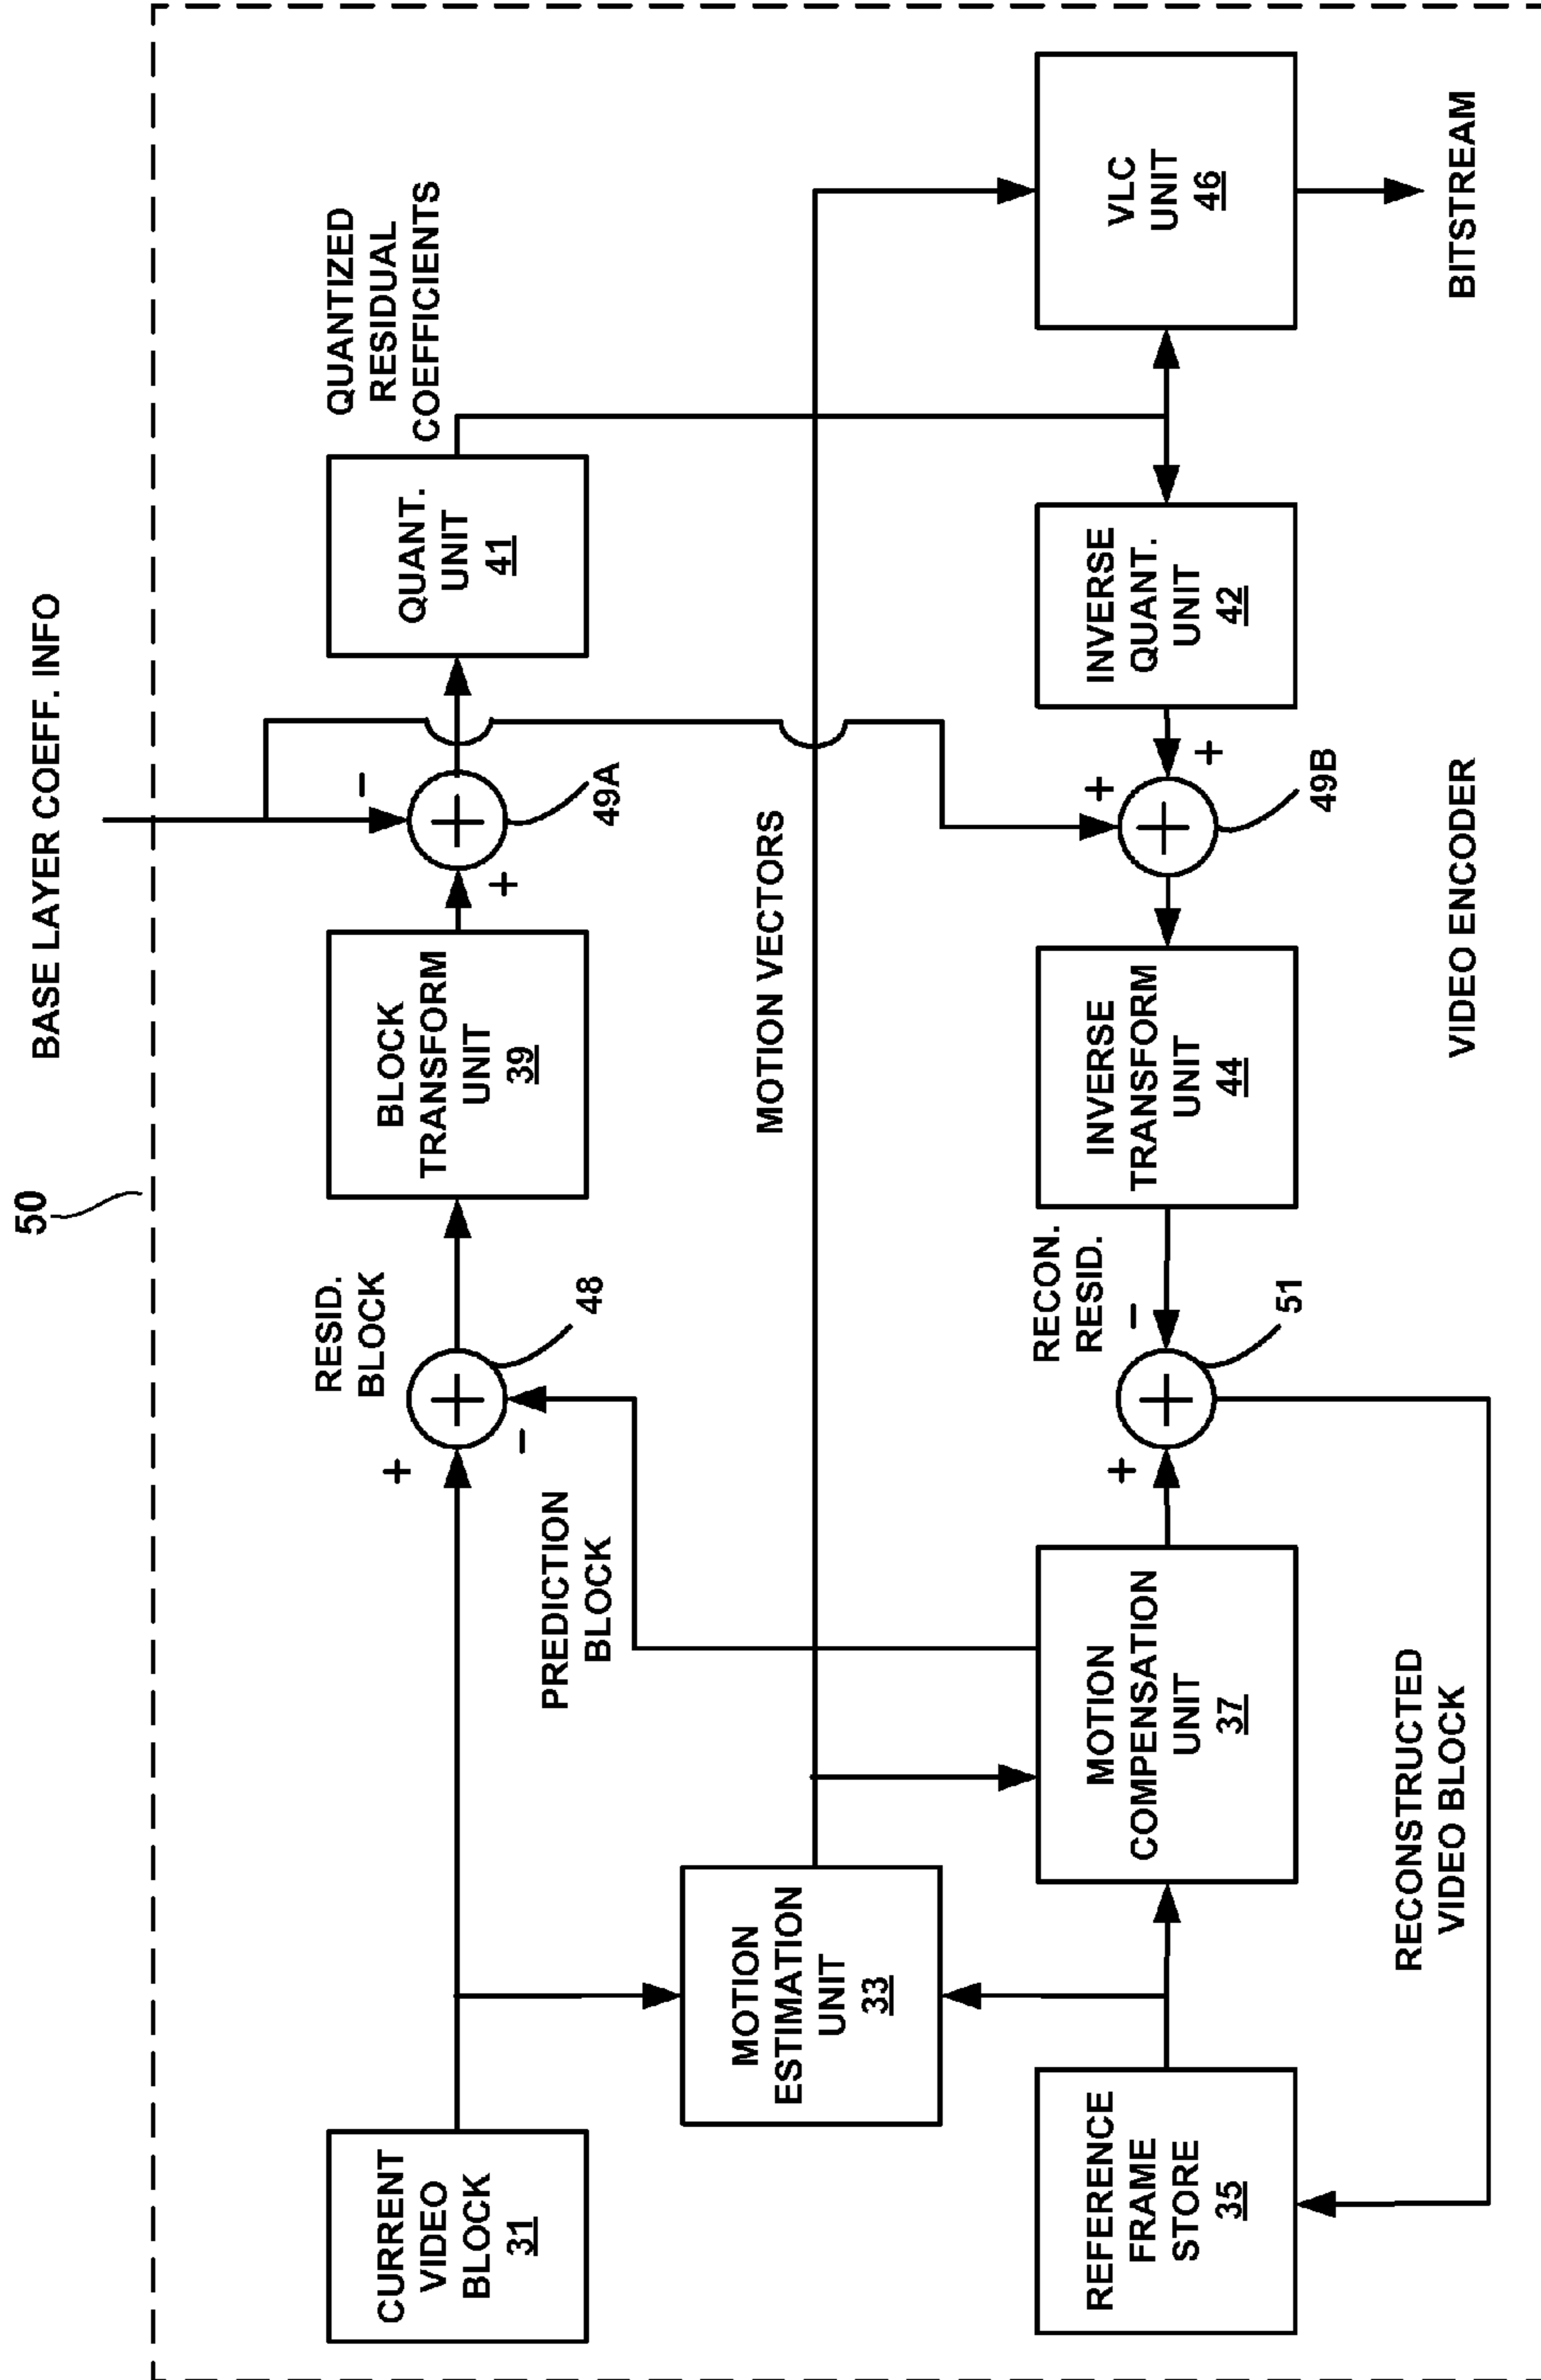 50
BASE LAYER COEFF. INFO
RESID.
BLOCK
QUANTIZED
RESIDUAL
COEFFICIENTS
CURRENT
VIDEO
BLOCK
31
+
−
48
BLOCK
TRANSFORM
UNIT
39
+
−
49A
QUANT.
UNIT
41
PREDICTION
BLOCK
MOTION
ESTIMATION
UNIT
33
MOTION VECTORS
REFERENCE
FRAME
STORE
35
MOTION
COMPENSATION
UNIT
37
+
−
RECON.
RESID.
51
INVERSE
TRANSFORM
UNIT
44
+
+
49B
INVERSE
QUANT.
UNIT
42
VLC
UNIT
46
RECONSTRUCTED
VIDEO BLOCK
VIDEO ENCODER
BITSTREAM